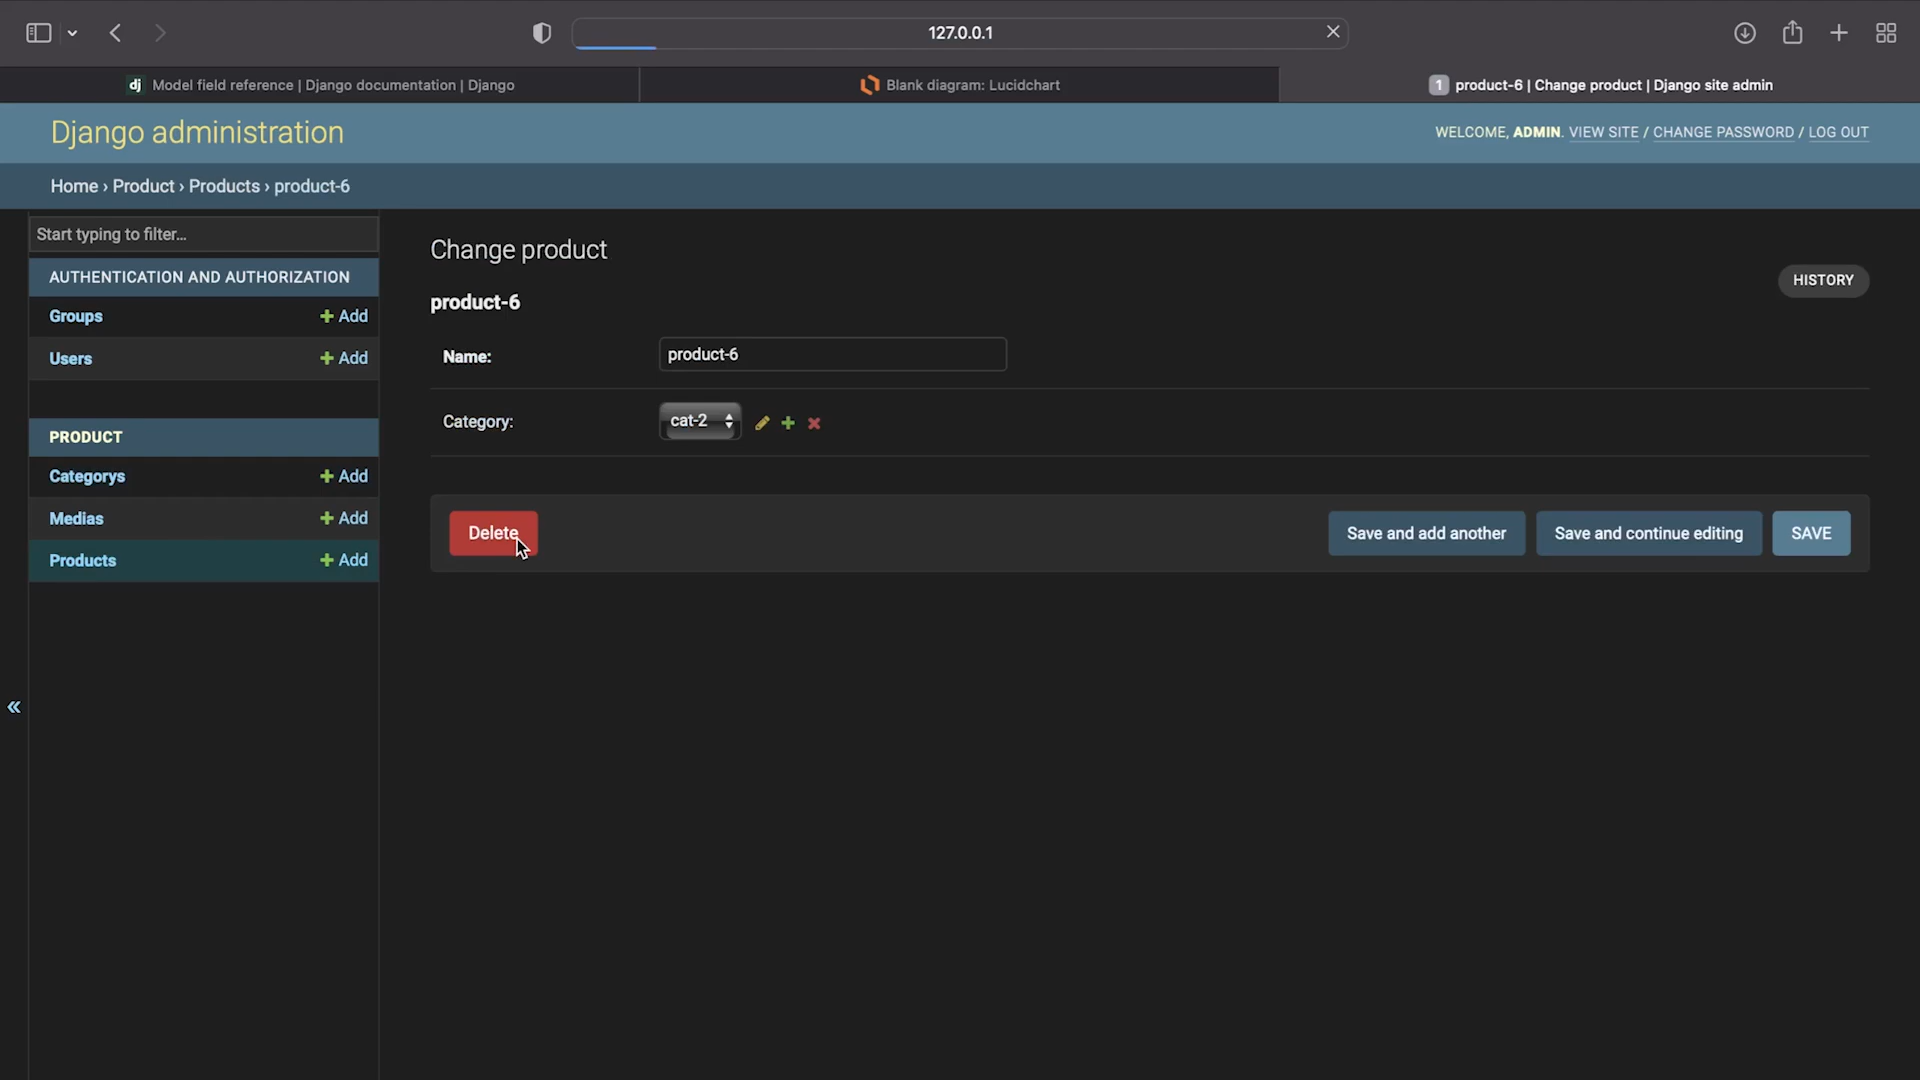 127.0.0.1
dj Model field reference | Django documentation | Django
Blank diagram: Lucidchart
1 product-6 | Change product | Django site admin
Django administration
WELCOME, ADMIN. VIEW SITE / CHANGE PASSWORD / LOG OUT
Home › Product › Products › product-6
Start typing to filter...
AUTHENTICATION AND AUTHORIZATION
Groups + Add
Users + Add
PRODUCT
Categorys + Add
Medias + Add
Products + Add
«
Change product
HISTORY
product-6
Name: product-6
Category: cat-2
Delete
Save and add another
Save and continue editing
SAVE